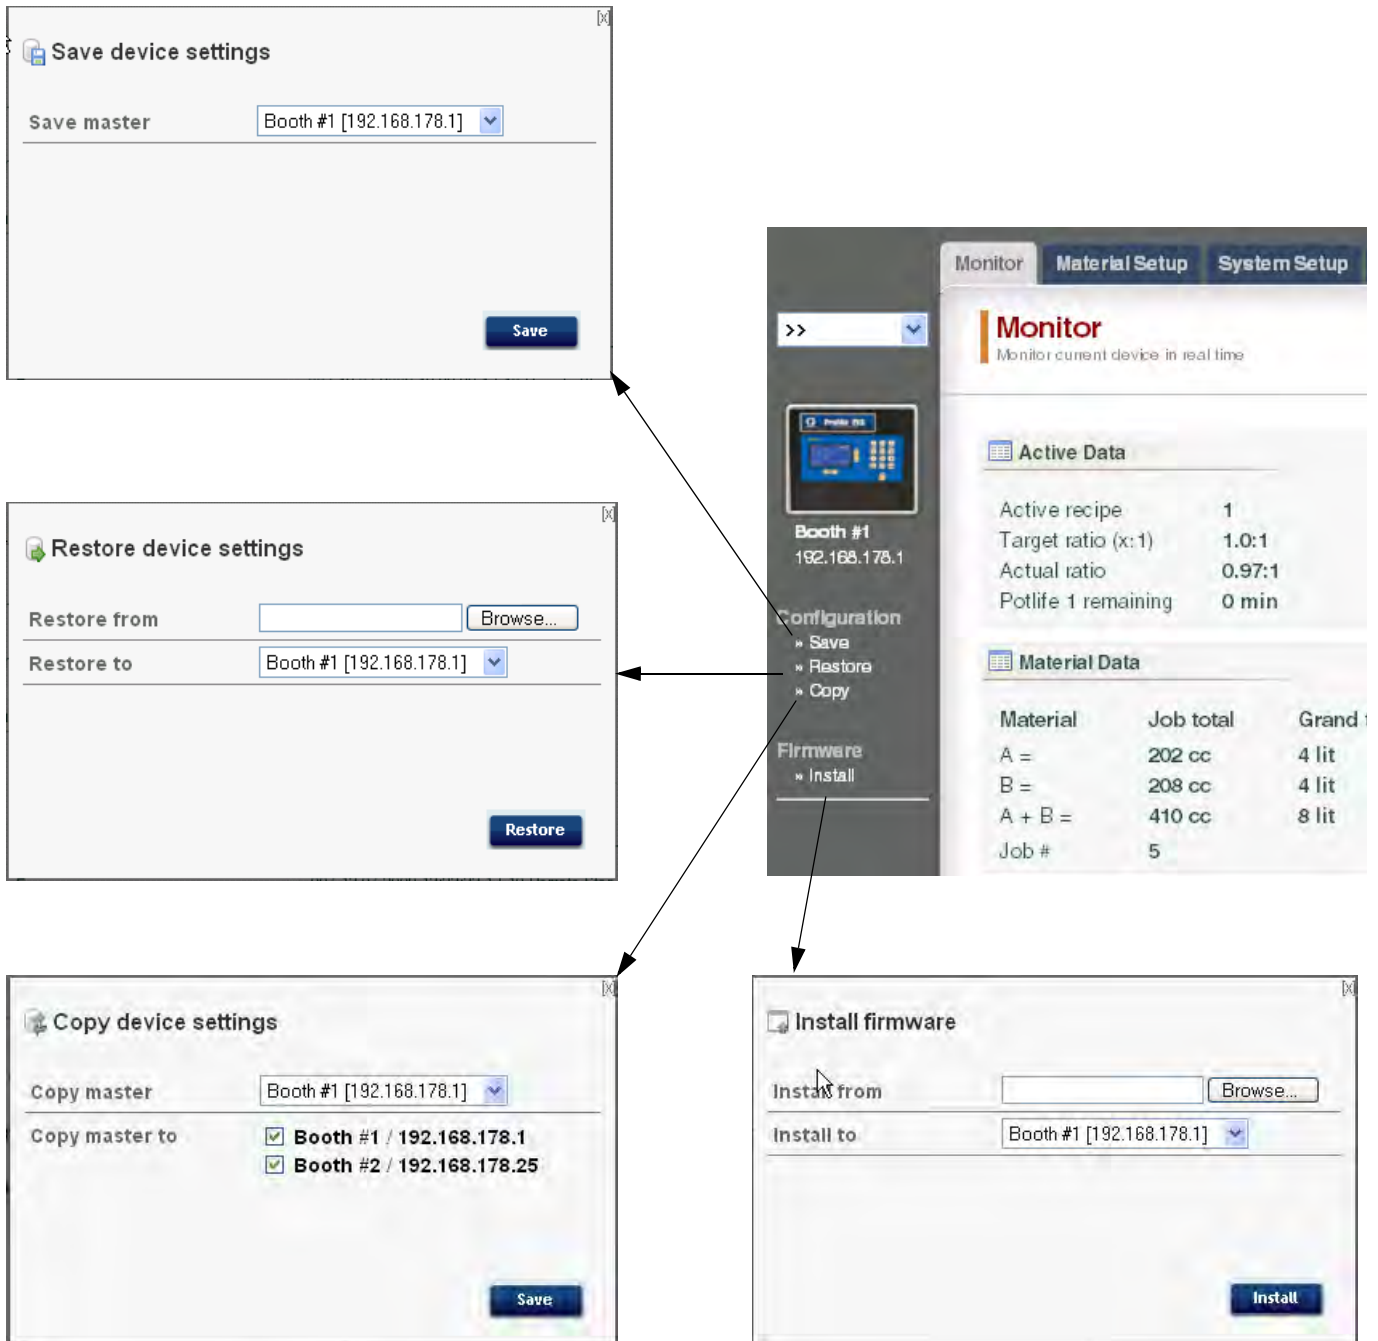 [x]
Save device settings
Save master Booth #1 [192.168.178.1]
Save
[x]
Restore device settings
Restore from Browse...
Restore to Booth #1 [192.168.178.1]
Restore
[x]
Copy device settings
Copy master Booth #1 [192.168.178.1]
Copy master to Booth #1 / 192.168.178.1
Booth #2 / 192.168.178.25
Save
Monitor Material Setup System Setup
>>
Monitor
Monitor current device in real time
Booth #1
192.168.178.1
Configuration
» Save
» Restore
» Copy
Firmware
» Install
Active Data
Active recipe 1
Target ratio (x:1) 1.0:1
Actual ratio 0.97:1
Potlife 1 remaining 0 min
Material Data
Material Job total Grand
A = 202 cc 4 lit
B = 208 cc 4 lit
A + B = 410 cc 8 lit
Job # 5
[x]
Install firmware
Install from Browse...
Install to Booth #1 [192.168.178.1]
Install